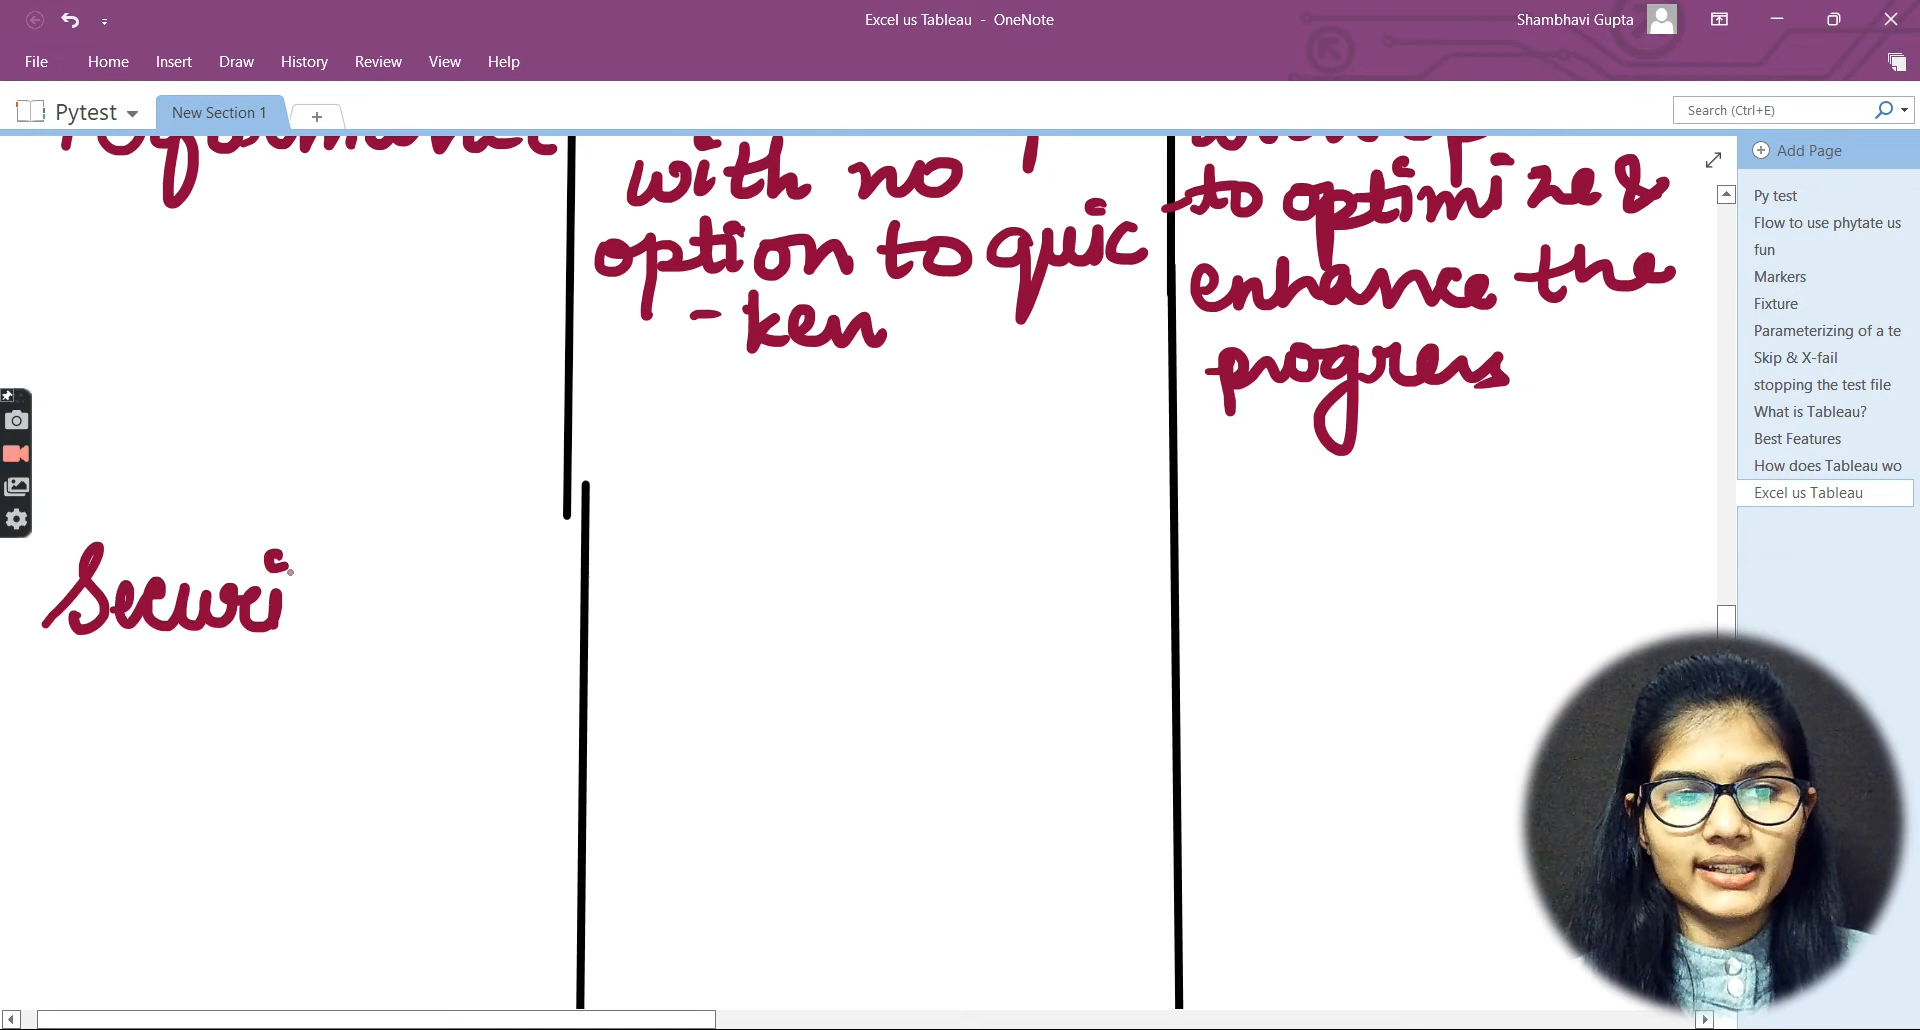 Excel us Tableau - OneNote
Shambhavi Gupta
File Home Insert Draw History Review View Help
Pytest
New Section 1
+
Search (Ctrl+E)
Add Page
Py test
Flow to use phytate us
fun
Markers
Fixture
Parameterizing of a te
Skip & X-fail
stopping the test file
What is Tableau?
Best Features
How does Tableau wo
Excel us Tableau
with no
option to quic
-ken
to optimize &
enhance the
progress
Securi